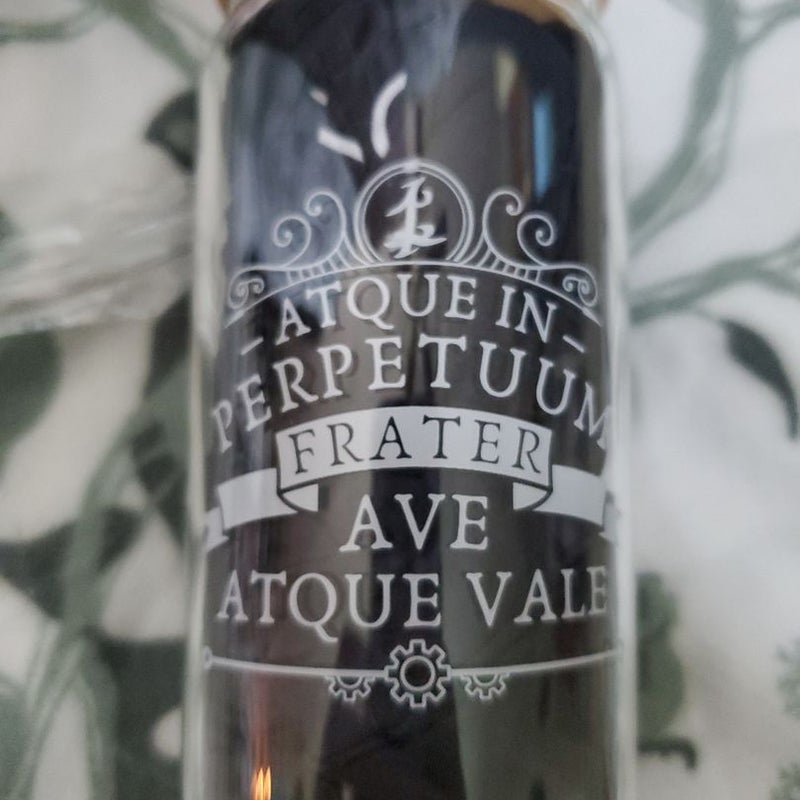 ATQUE IN
PERPETUUM
FRATER
AVE
ATQUE VALE